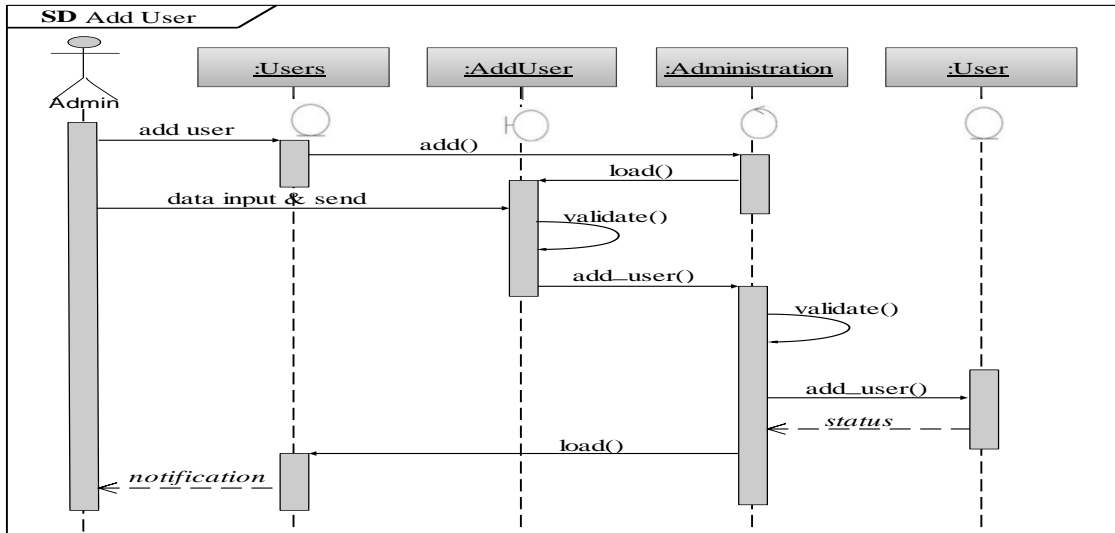 SD Add User
:Users
:AddUser
:Administration
:User
Admin
add user
add()
load()
data input & send
validate()
add_user()
validate()
add_user()
status
load()
notification